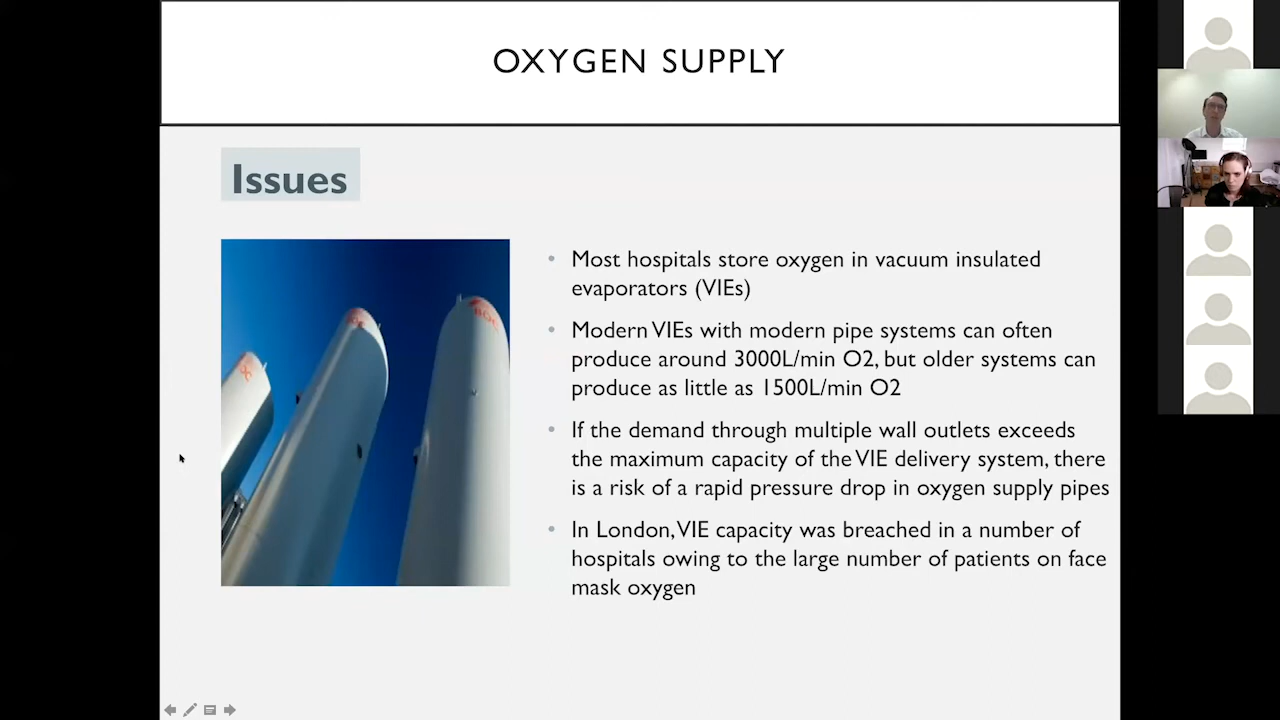 OXYGEN SUPPLY
Issues
Most hospitals store oxygen in vacuum insulated
evaporators (VIEs)
Modern VIEs with modern pipe systems can often
produce around 3000L/min O2, but older systems can
produce as little as 1500L/min O2
If the demand through multiple wall outlets exceeds
the maximum capacity of the VIE delivery system, there
is a risk of a rapid pressure drop in oxygen supply pipes
In London, VIE capacity was breached in a number of
hospitals owing to the large number of patients on face
mask oxygen
BOC